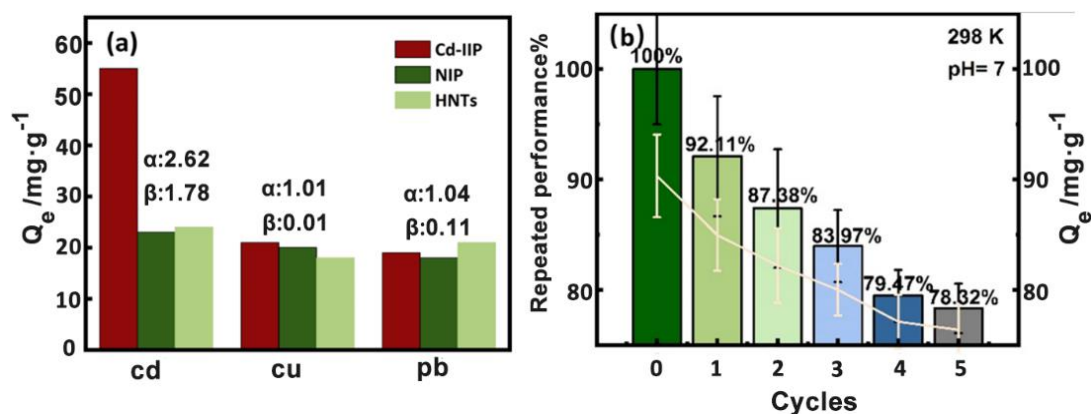 (a)
Cd-IIP
NIP
HNTs
α:2.62
β:1.78
α:1.01
β:0.01
α:1.04
β:0.11
60
50
40
30
20
10
0
Qe /mg·g-1
cd cu pb
(b)
298 K
pH= 7
100%
92.11%
87.38%
83.97%
79.47%
78.32%
Repeated performance%
100
90
80
Qe /mg·g-1
100
90
80
0 1 2 3 4 5
Cycles